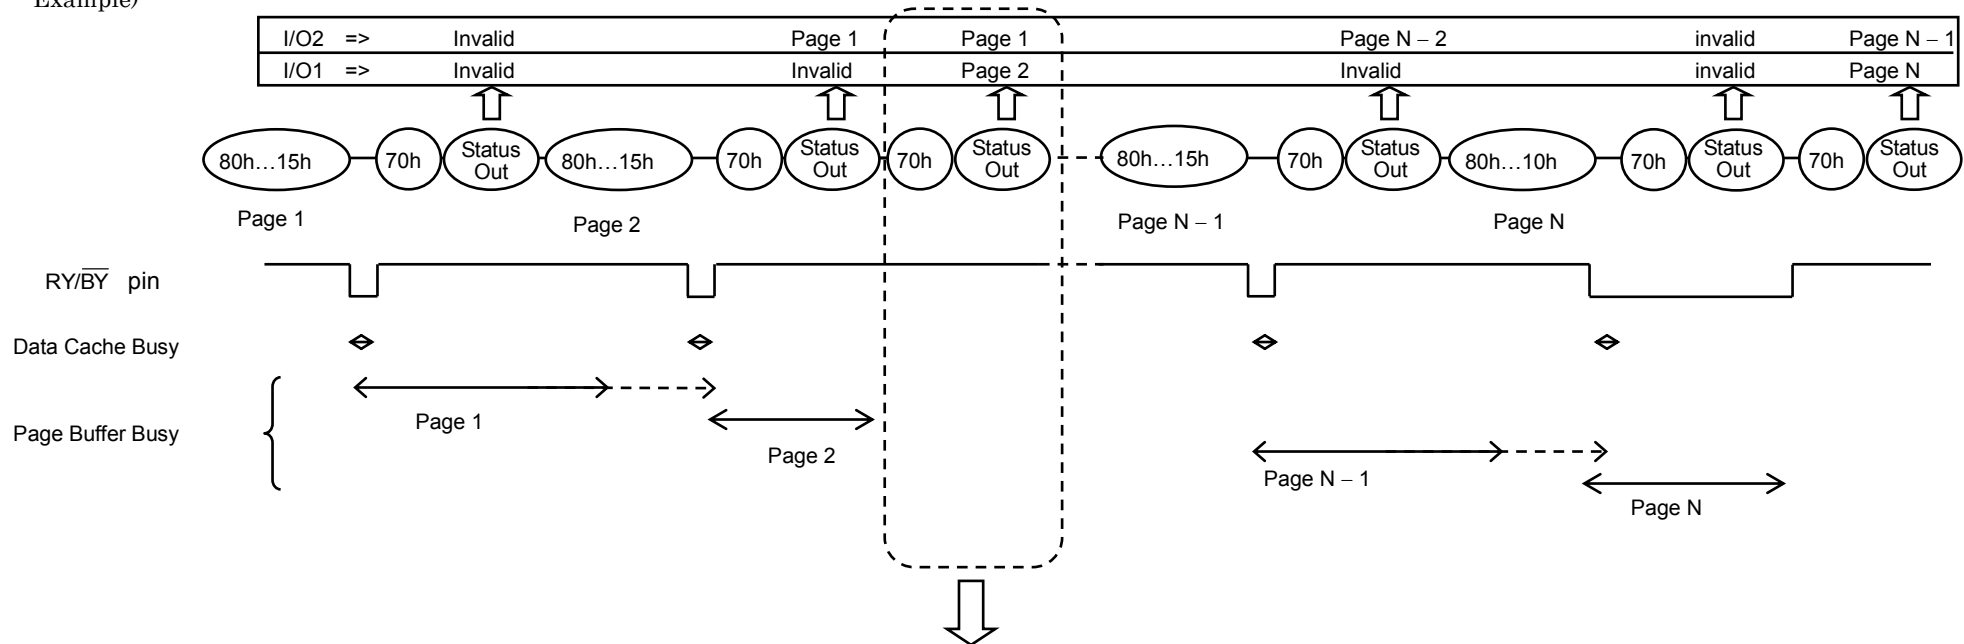 Example)
I/O2 => Invalid Page 1 Page 1 Page N − 2 invalid Page N − 1
I/O1 => Invalid Invalid Page 2 Invalid invalid Page N
80h…15h 70h Status Out 80h…15h 70h Status Out 70h Status Out 80h…15h 70h Status Out 80h…10h 70h Status Out 70h Status Out
Page 1 Page 2 Page N − 1 Page N
RY/BY pin
Data Cache Busy
Page 1
Page Buffer Busy
Page 2
Page N − 1
Page N